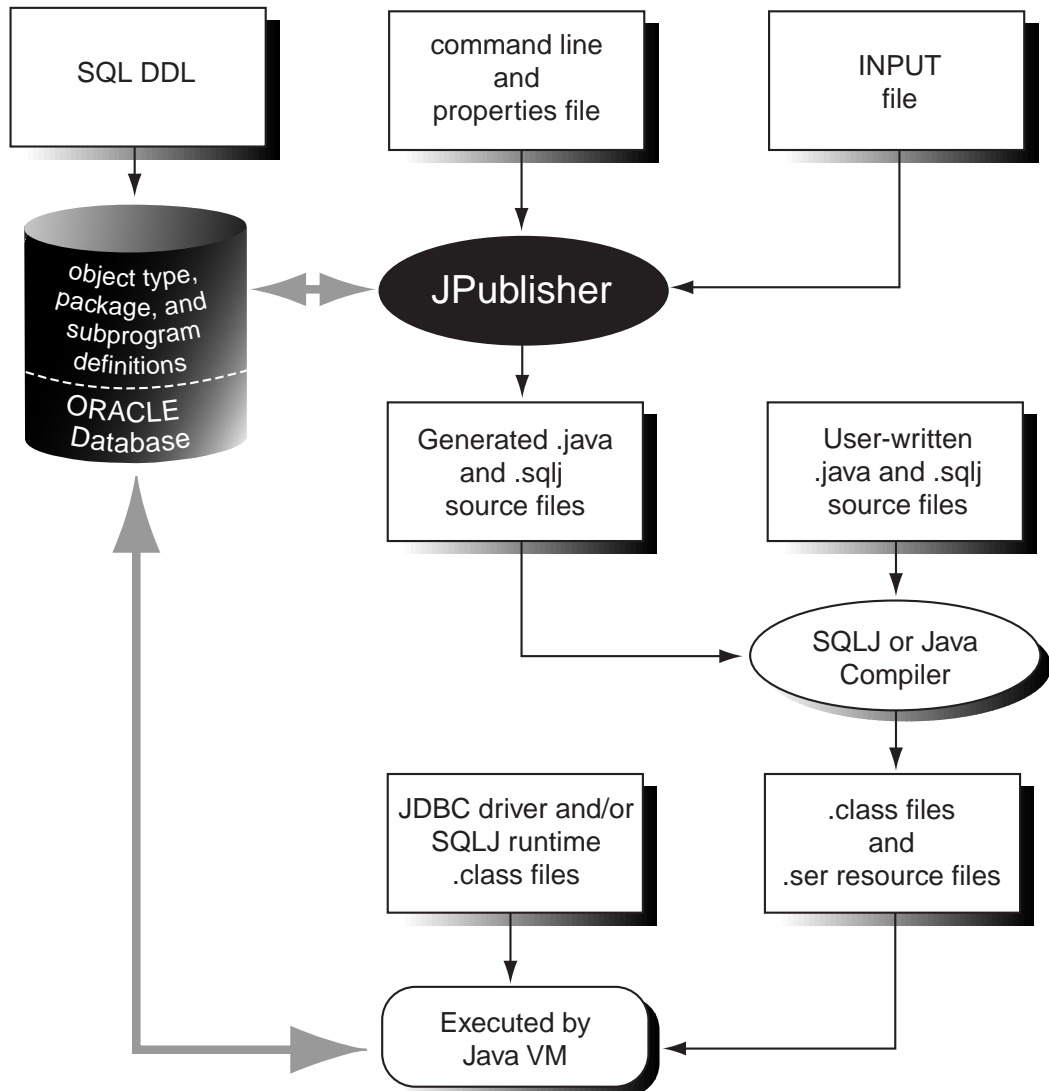 SQL DDL
command line
and
properties file
INPUT
file
object type,
package, and
subprogram
definitions
ORACLE
Database
JPublisher
Generated .java
and .sqlj
source files
User-written
.java and .sqlj
source files
SQLJ or Java
Compiler
JDBC driver and/or
SQLJ runtime
.class files
.class files
and
.ser resource files
Executed by
Java VM